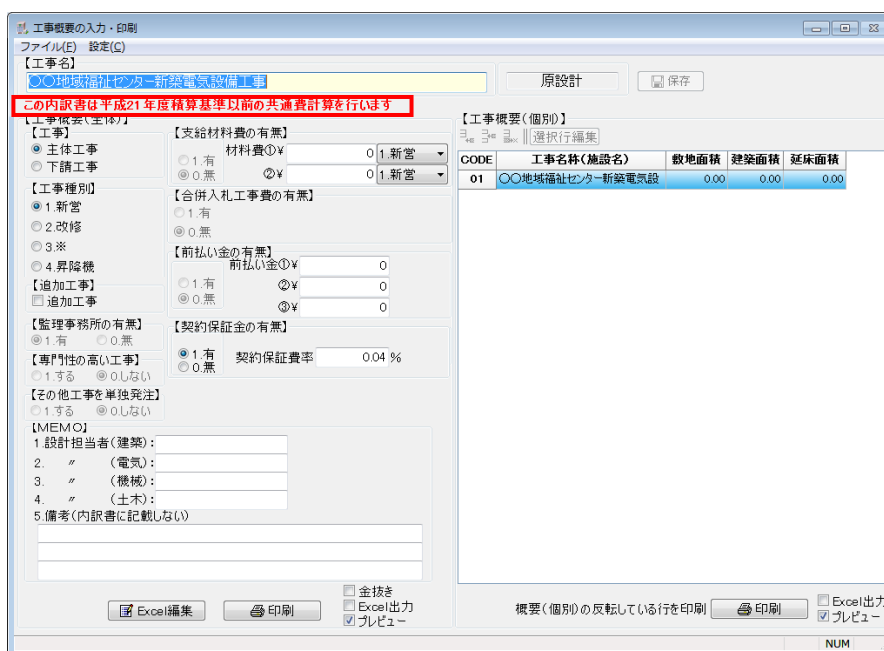 工事概要の入力・印刷
ファイル(F) 設定(C)
【工事名】
〇〇地域福祉センター新築電気設備工事
原設計
保存
この内訳書は平成21年度積算基準以前の共通費計算を行います
【工事概要(主体)】
【工事】
主体工事
下請工事
【工事種別】
1.新営
2.改修
3.※
4.昇降機
【追加工事】
追加工事
【監理事務所の有無】
1.有 0.無
【専門性の高い工事】
1.する 0.しない
【その他工事を単独発注】
1.する 0.しない
【支給材料費の有無】
材料費①¥ 0 1.新営
1.有
0.無 ②¥ 0 1.新営
【合併入札工事費の有無】
1.有
0.無
【前払い金の有無】
前払い金①¥ 0
1.有 ②¥ 0
0.無
③¥ 0
【契約保証金の有無】
1.有 契約保証費率 0.04 %
0.無
【MEMO】
1.設計担当者(建築):
2. 〃 (電気):
3. 〃 (機械):
4. 〃 (土木):
5.備考(内訳書に記載しない)
Excel編集 印刷
金抜き
Excel出力
プレビュー
【工事概要(個別)】
選択行編集
CODE 工事名称(施設名) 敷地面積 建築面積 延床面積
01 〇〇地域福祉センター新築電気設 0.00 0.00 0.00
概要(個別)の反転している行を印刷 印刷
Excel出力
プレビュー
NUM